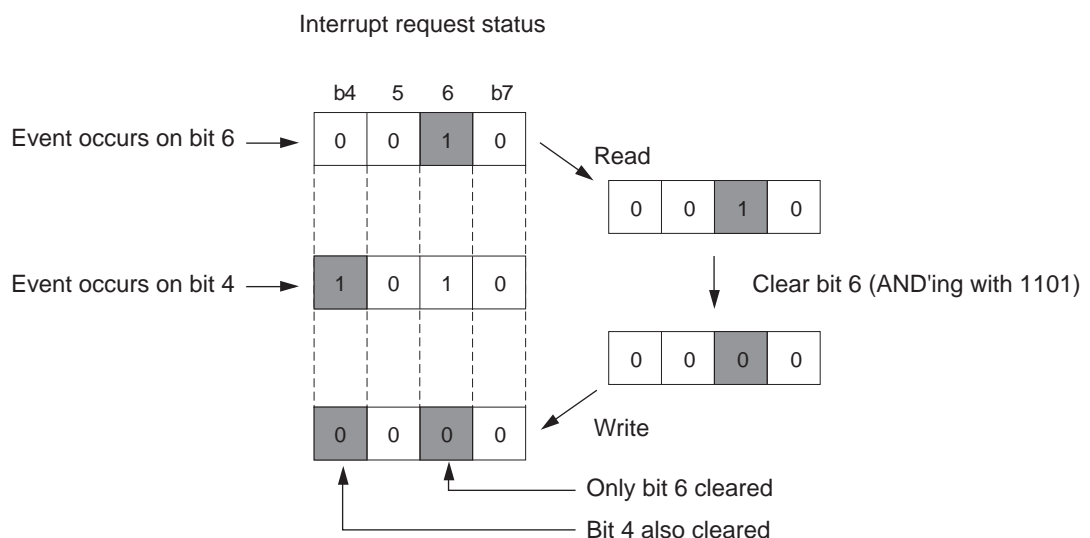 Interrupt request status
b4 5 6 b7
Event occurs on bit 6
0 0 1 0
Read
0 0 1 0
Event occurs on bit 4
1 0 1 0
Clear bit 6 (AND'ing with 1101)
0 0 0 0
Write
0 0 0 0
Only bit 6 cleared
Bit 4 also cleared